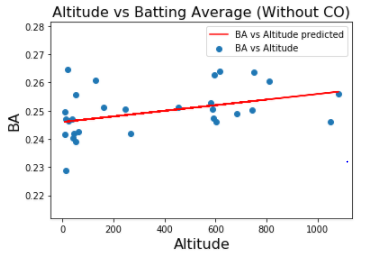 Altitude vs Batting Average (Without CO)
BA vs Altitude predicted
BA vs Altitude
0.28
0.27
0.26
0.25
0.24
0.23
0.22
BA
0 200 400 600 800 1000
Altitude